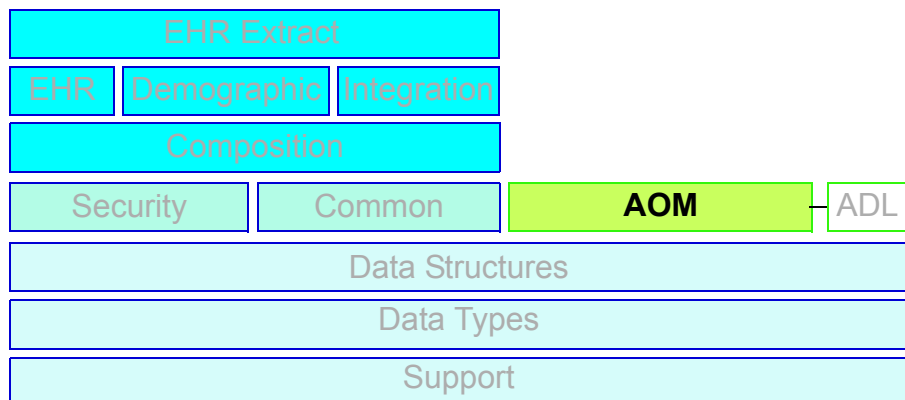 EHR Extract
EHR Demographic Integration
Composition
Security Common AOM ADL
Data Structures
Data Types
Support